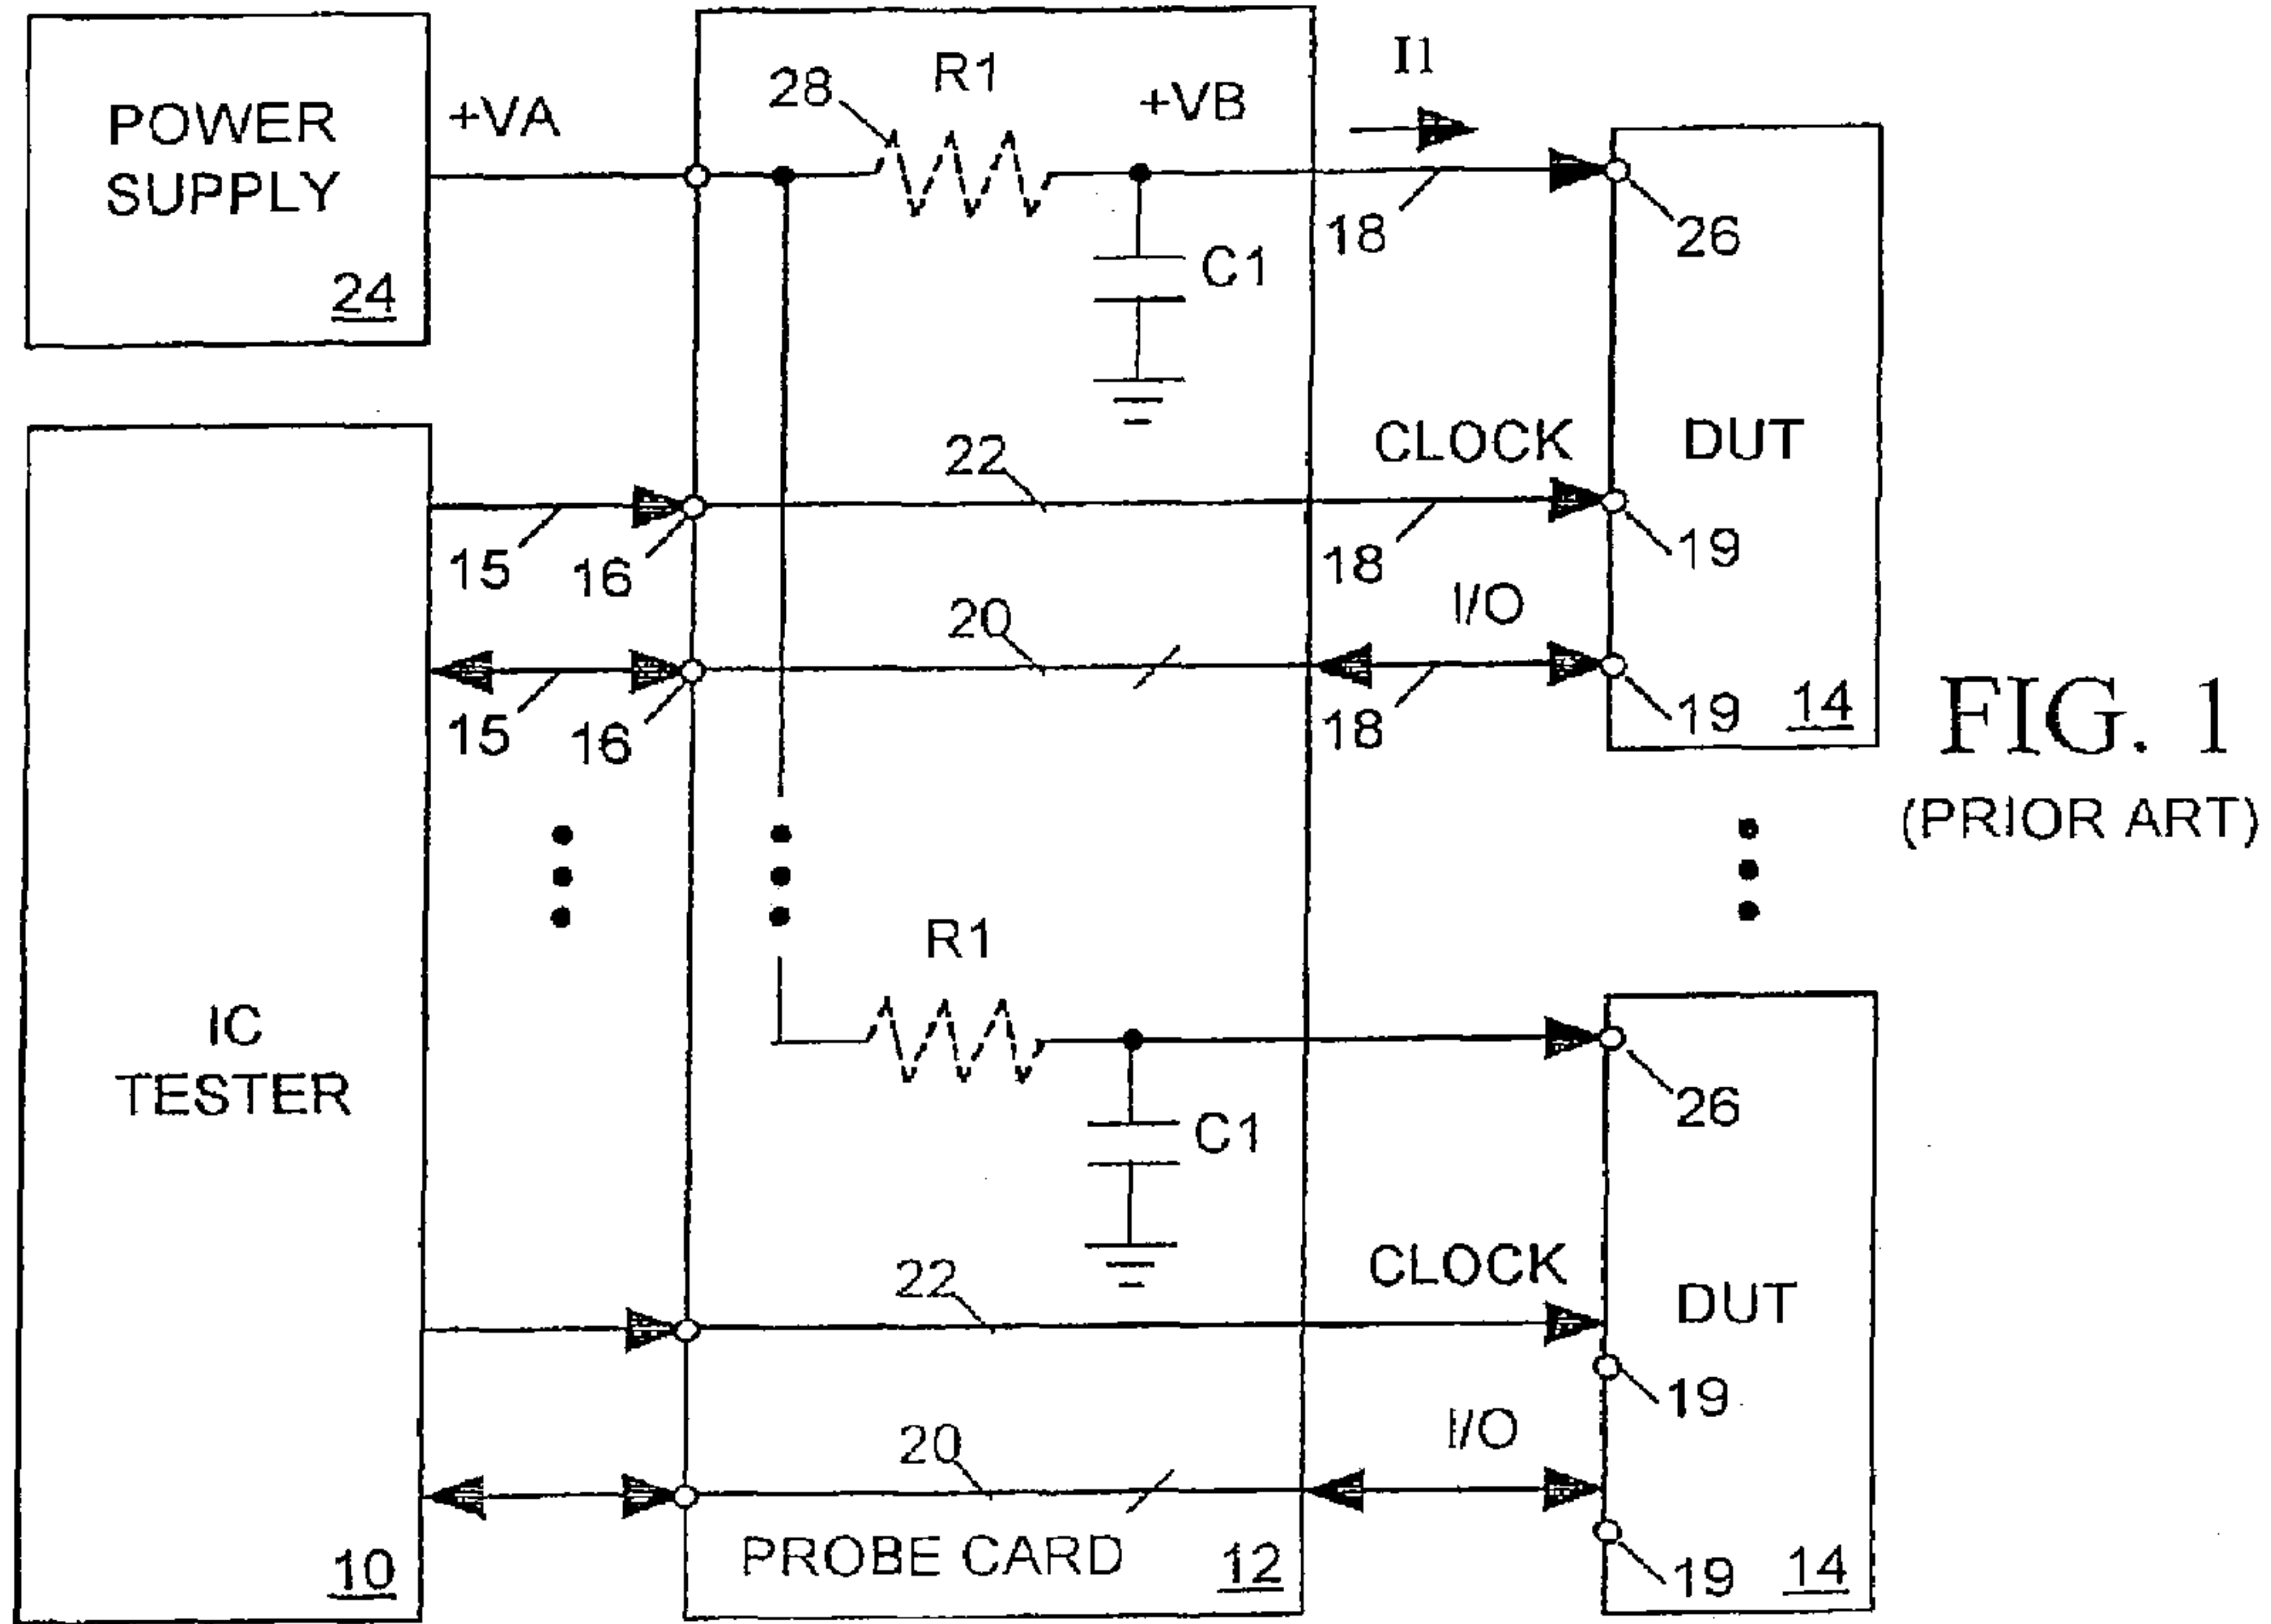 POWER
SUPPLY
24
+VA
28
R1
+VB
I1
18
26
C1
22
CLOCK
DUT
15
16
18
19
20
I/O
15
16
18
19
14
FIG. 1
(PRIOR ART)
IC
TESTER
10
R1
26
C1
22
CLOCK
DUT
19
20
I/O
PROBE CARD
12
19
14